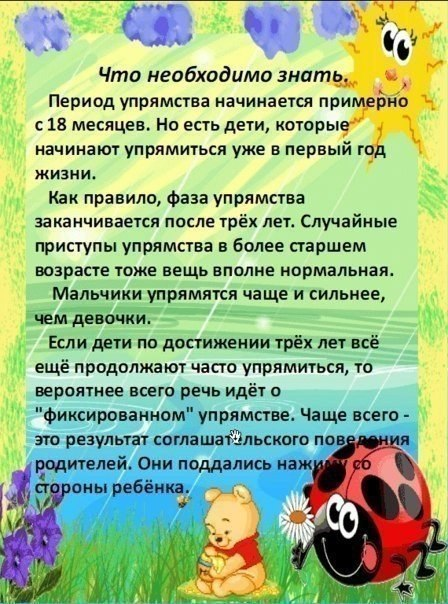 Что необходимо знать.
Период упрямства начинается примерно
с 18 месяцев. Но есть дети, которые
начинают упрямиться уже в первый год
жизни.
Как правило, фаза упрямства
заканчивается после трёх лет. Случайные
приступы упрямства в более старшем
возрасте тоже вещь вполне нормальная.
Мальчики упрямятся чаще и сильнее,
чем девочки.
Если дети по достижении трёх лет всё
ещё продолжают часто упрямиться, то
вероятнее всего речь идёт о
"фиксированном" упрямстве. Чаще всего -
это результат соглашательского поведения
родителей. Они поддались нажиму со
стороны ребёнка.